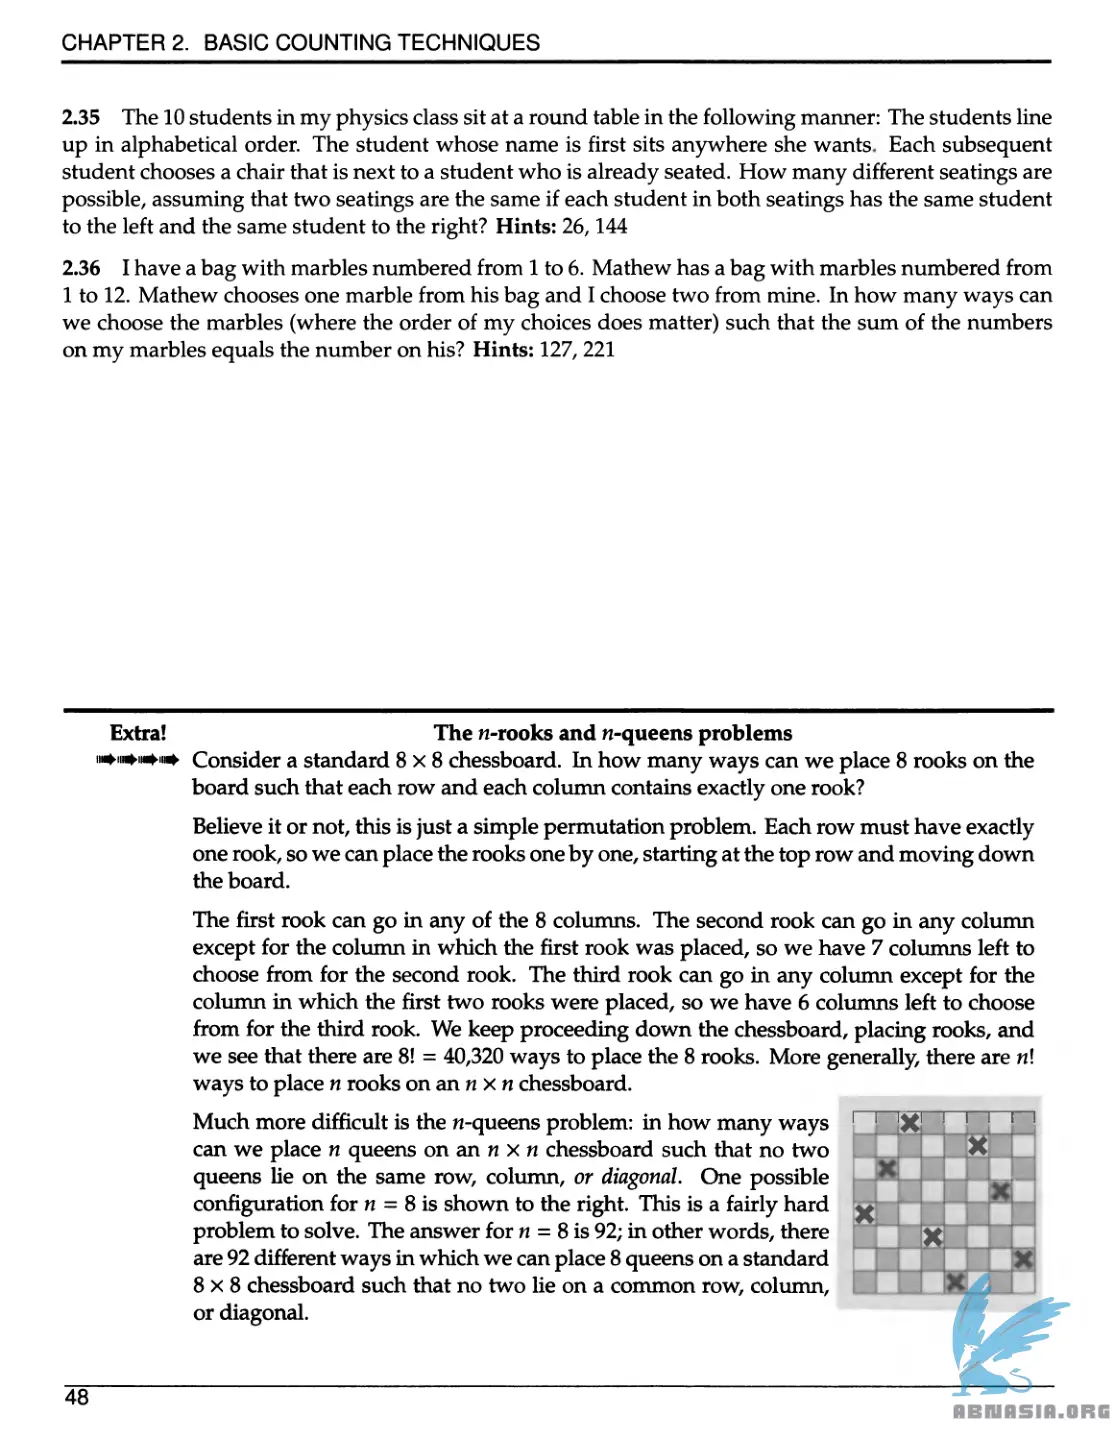 CHAPTER 2. BASIC COUNTING TECHNIQUES
2.35 The 10 students in my physics class sit at a round table in the following manner: The students line
up in alphabetical order. The student whose name is first sits anywhere she wants. Each subsequent
student chooses a chair that is next to a student who is already seated. How many different seatings are
possible, assuming that two seatings are the same if each student in both seatings has the same student
to the left and the same student to the right? Hints: 26, 144
2.36 I have a bag with marbles numbered from 1 to 6. Mathew has a bag with marbles numbered from
1 to 12. Mathew chooses one marble from his bag and I choose two from mine. In how many ways can
we choose the marbles (where the order of my choices does matter) such that the sum of the numbers
on my marbles equals the number on his? Hints: 127, 221
Extra! The n-rooks and n-queens problems
Consider a standard 8 × 8 chessboard. In how many ways can we place 8 rooks on the
board such that each row and each column contains exactly one rook?
Believe it or not, this is just a simple permutation problem. Each row must have exactly
one rook, so we can place the rooks one by one, starting at the top row and moving down
the board.
The first rook can go in any of the 8 columns. The second rook can go in any column
except for the column in which the first rook was placed, so we have 7 columns left to
choose from for the second rook. The third rook can go in any column except for the
column in which the first two rooks were placed, so we have 6 columns left to choose
from for the third rook. We keep proceeding down the chessboard, placing rooks, and
we see that there are 8! = 40,320 ways to place the 8 rooks. More generally, there are n!
ways to place n rooks on an n × n chessboard.
Much more difficult is the n-queens problem: in how many ways
can we place n queens on an n × n chessboard such that no two
queens lie on the same row, column, or diagonal. One possible
configuration for n = 8 is shown to the right. This is a fairly hard
problem to solve. The answer for n = 8 is 92; in other words, there
are 92 different ways in which we can place 8 queens on a standard
8 × 8 chessboard such that no two lie on a common row, column,
or diagonal.
48
ABNASIA.ORG